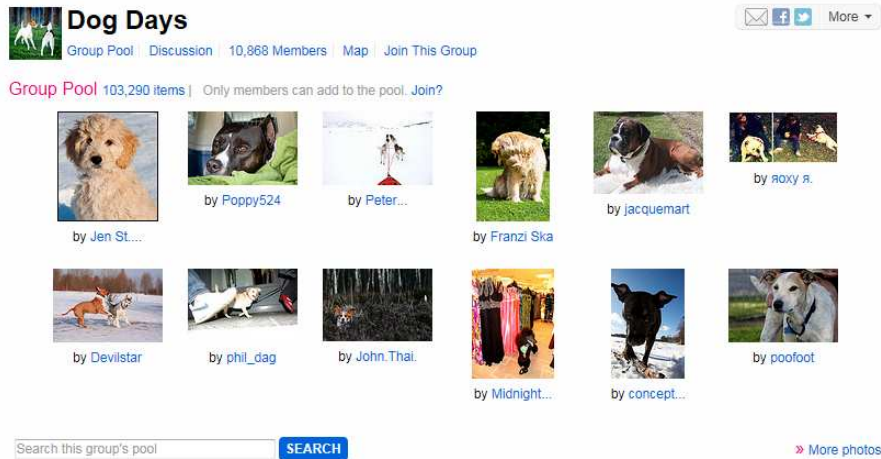 Dog Days
More
Group Pool Discussion 10,868 Members Map Join This Group
Group Pool 103,290 items | Only members can add to the pool. Join?
by Jen St....
by Poppy524
by Peter...
by Franzi Ska
by jacquemart
by яoxy я.
by Devilstar
by phil_dag
by John.Thai.
by Midnight...
by concept...
by poofoot
Search this group's pool SEARCH
» More photos